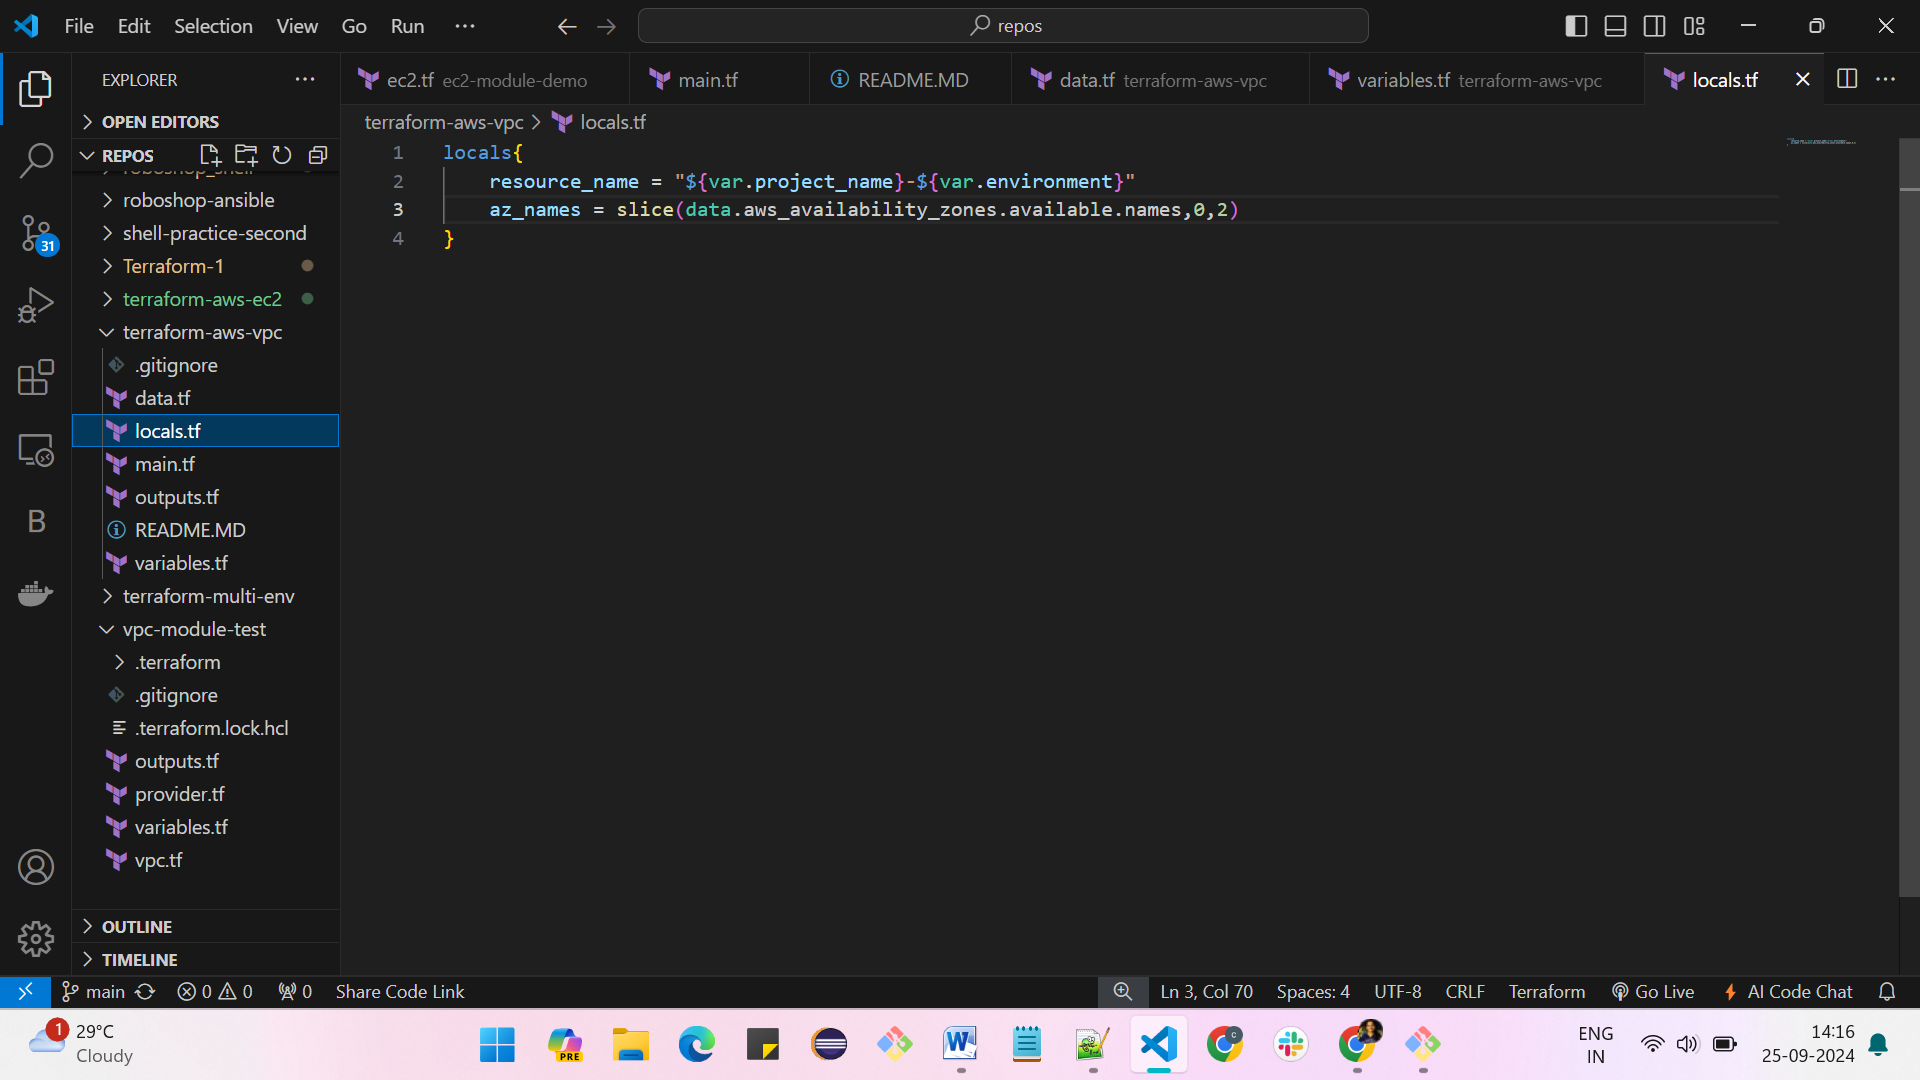 File Edit Selection View Go Run ··· repos
EXPLORER
OPEN EDITORS
REPOS
roboshop_shell
roboshop-ansible
shell-practice-second
Terraform-1
terraform-aws-ec2
terraform-aws-vpc
.gitignore
data.tf
locals.tf
main.tf
outputs.tf
README.MD
variables.tf
terraform-multi-env
vpc-module-test
.terraform
.gitignore
.terraform.lock.hcl
outputs.tf
provider.tf
variables.tf
vpc.tf
OUTLINE
TIMELINE
31
B
ec2.tf ec2-module-demo main.tf README.MD data.tf terraform-aws-vpc variables.tf terraform-aws-vpc locals.tf
terraform-aws-vpc > locals.tf
1 locals{
2 resource_name = "${var.project_name}-${var.environment}"
3 az_names = slice(data.aws_availability_zones.available.names,0,2)
4 }
main 0 0 0 Share Code Link Ln 3, Col 70 Spaces: 4 UTF-8 CRLF Terraform Go Live AI Code Chat
1 29°C
Cloudy
PRE
W
C
ENG
IN
14:16
25-09-2024